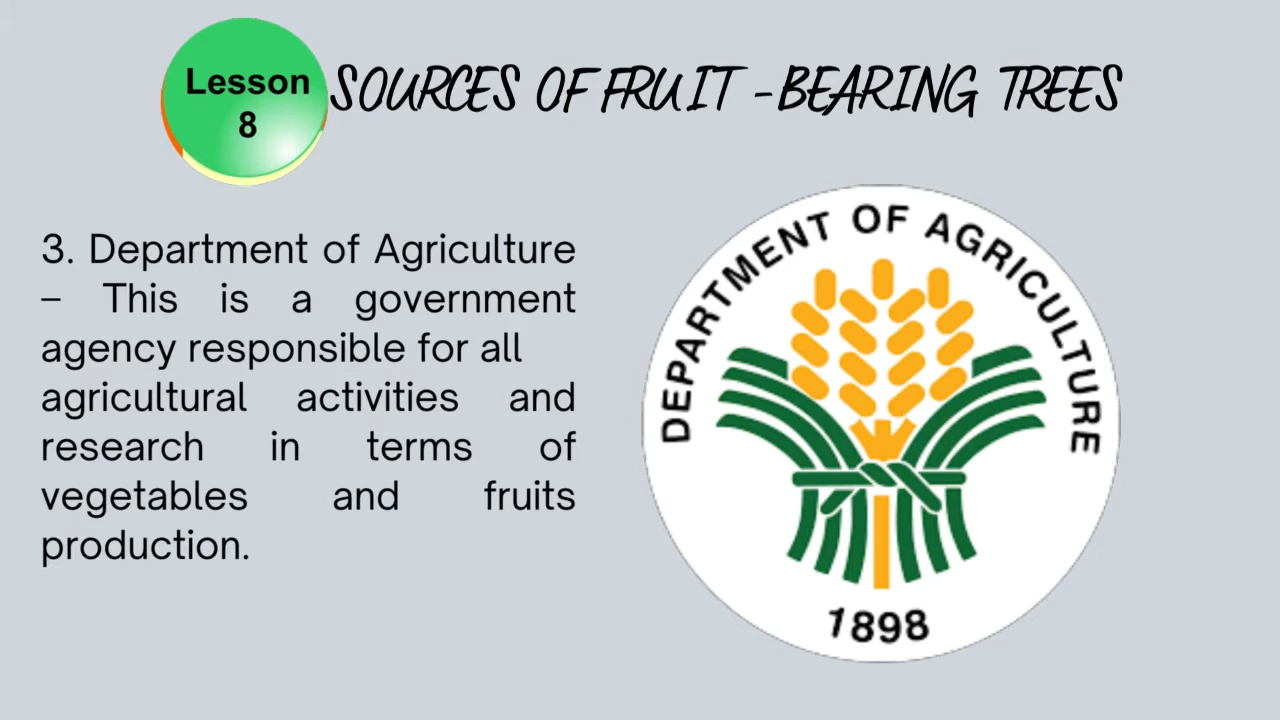 Lesson
8
SOURCES OF FRUIT -BEARING TREES
3. Department of Agriculture
– This is a government
agency responsible for all
agricultural activities and
research in terms of
vegetables and fruits
production.
DEPARTMENT OF AGRICULTURE
1898